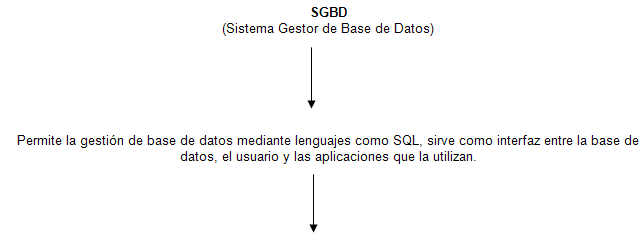 SGBD
(Sistema Gestor de Base de Datos)
Permite la gestión de base de datos mediante lenguajes como SQL, sirve como interfaz entre la base de
datos, el usuario y las aplicaciones que la utilizan.